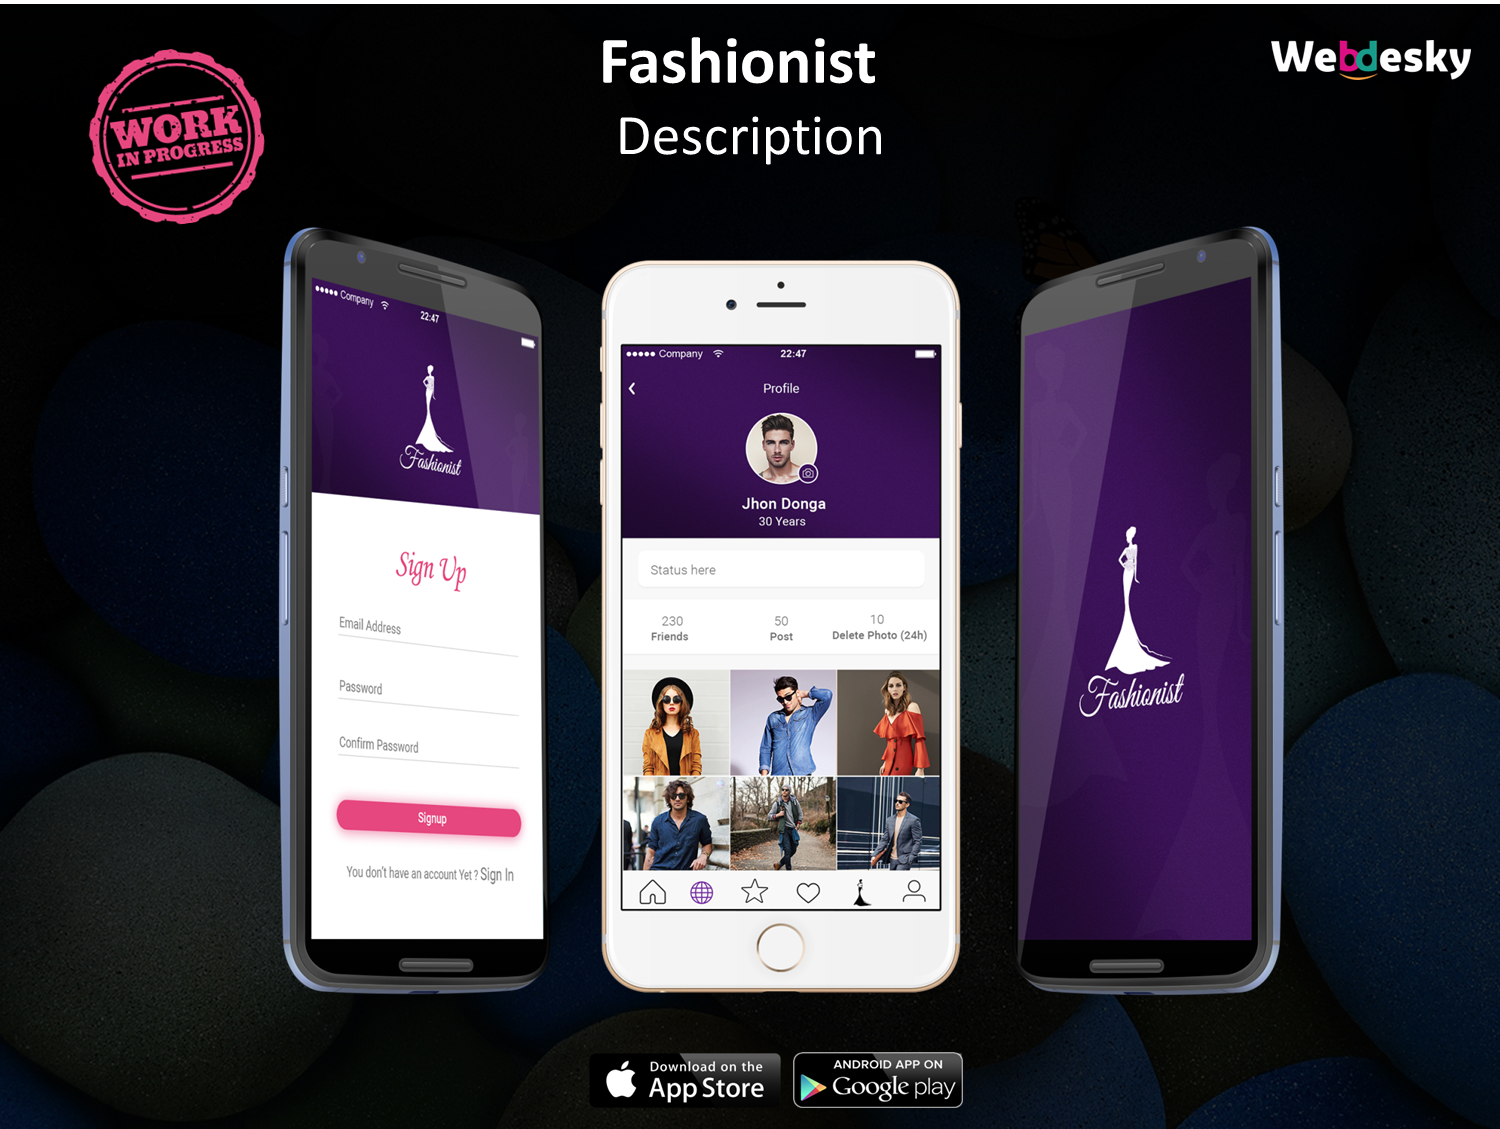 Fashionist
Description
Webdesky
WORK
IN PROGRESS
Company
22:47
Fashionist
Sign Up
Email Address
Password
Confirm Password
Signup
You don't have an account Yet ? Sign In
Company
22:47
Profile
Jhon Donga
30 Years
Status here
230
Friends
50
Post
10
Delete Photo (24h)
Fashionist
Download on the
App Store
ANDROID APP ON
Google play